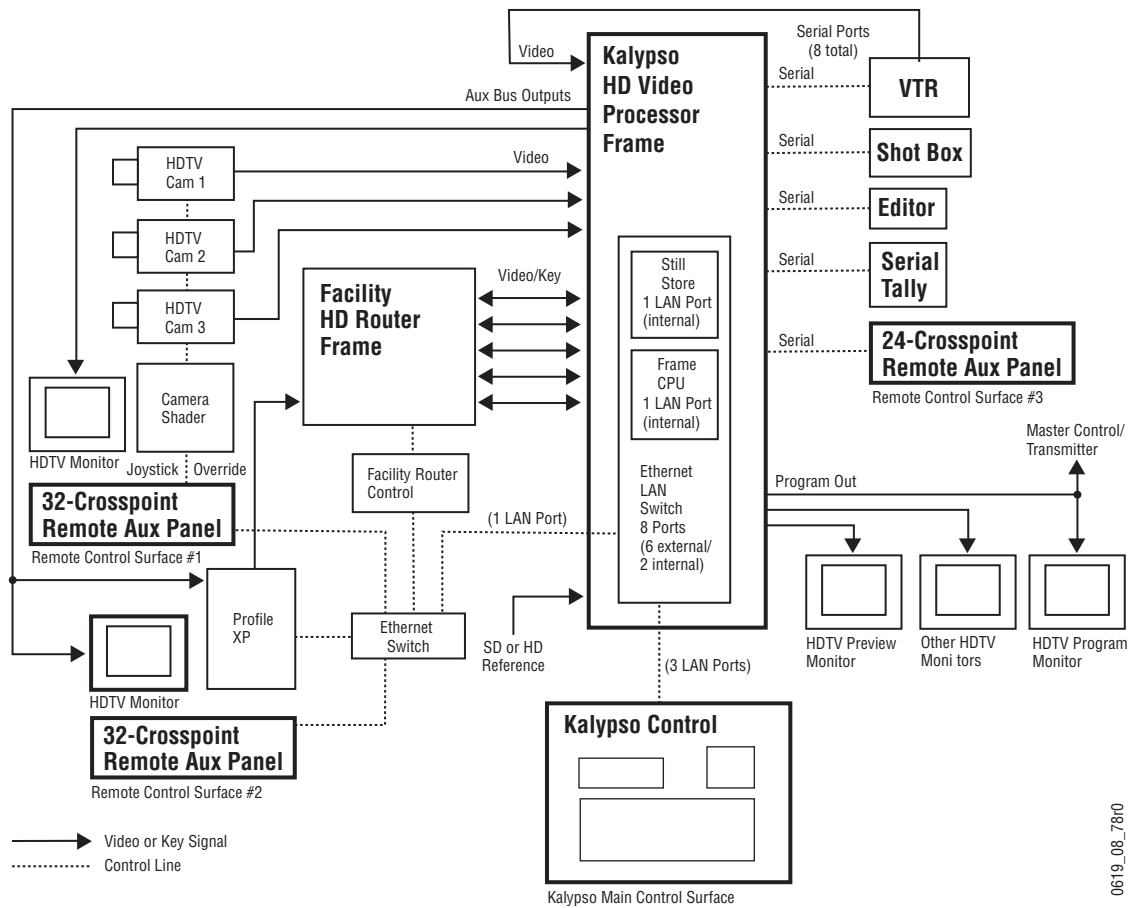 Serial Ports
(8 total)
Video
Kalypso
HD Video
Processor
Frame
Serial
VTR
Aux Bus Outputs
HDTV
Cam 1
Video
Serial
Shot Box
HDTV
Cam 2
Serial
Editor
HDTV
Cam 3
Facility
HD Router
Frame
Video/Key
Still
Store
1 LAN Port
(internal)
Serial
Serial
Tally
Frame
CPU
1 LAN Port
(internal)
Serial
24-Crosspoint
Remote Aux Panel
Remote Control Surface #3
Camera
Shader
HDTV Monitor
Joystick
Override
Master Control/
Transmitter
Program Out
32-Crosspoint
Remote Aux Panel
Remote Control Surface #1
Facility Router
Control
(1 LAN Port)
Ethernet
LAN
Switch
8 Ports
(6 external/
2 internal)
Profile
XP
Ethernet
Switch
SD or HD
Reference
HDTV Preview
Monitor
Other HDTV
Moni tors
HDTV Program
Monitor
HDTV Monitor
(3 LAN Ports)
32-Crosspoint
Remote Aux Panel
Remote Control Surface #2
Kalypso Control
Kalypso Main Control Surface
Video or Key Signal
Control Line
0619_08_78r0